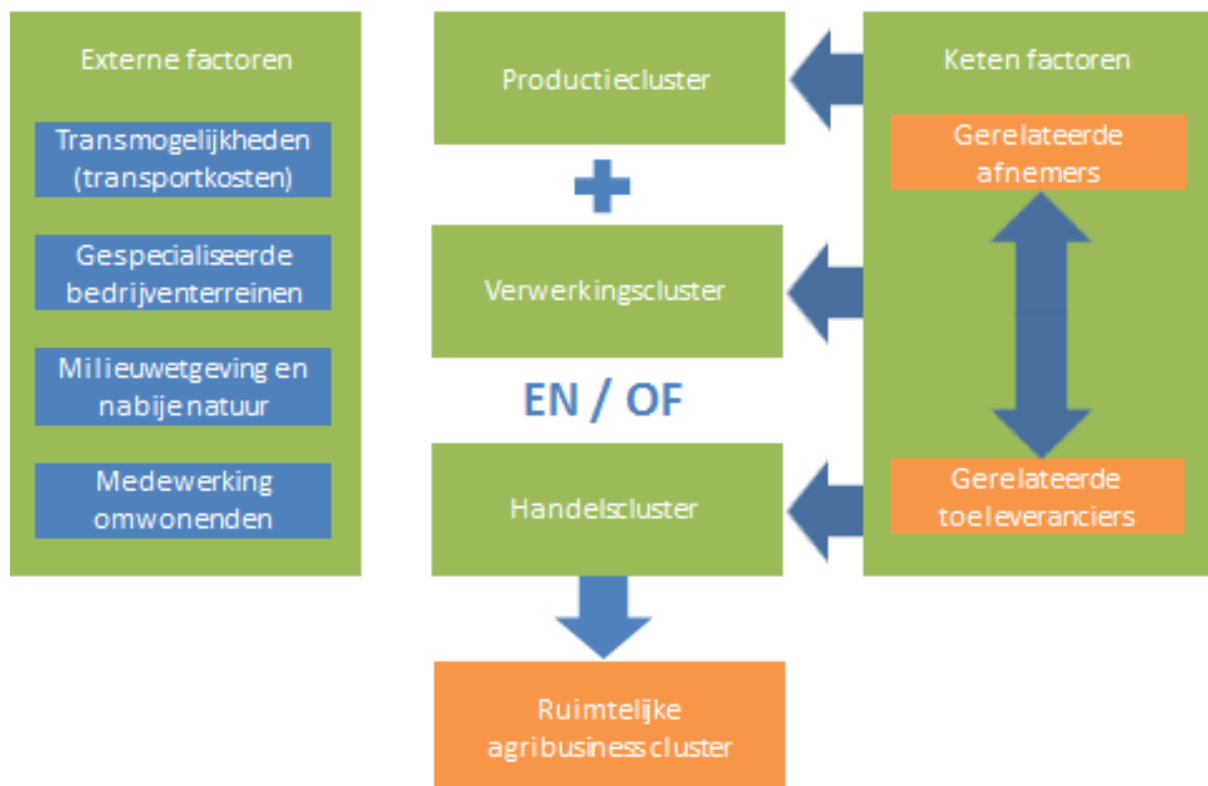 Externe factoren
Transmogelijkheden
(transportkosten)
Gespecialiseerde
bedrijventerreinen
Milieuwetgeving en
nabije natuur
Medewerking
omwonenden
Productiecluster
Verwerkingscluster
EN / OF
Handelscluster
Ruimtelijke
agribusiness cluster
Keten factoren
Gerelateerde
afnemers
Gerelateerde
toeleveranciers